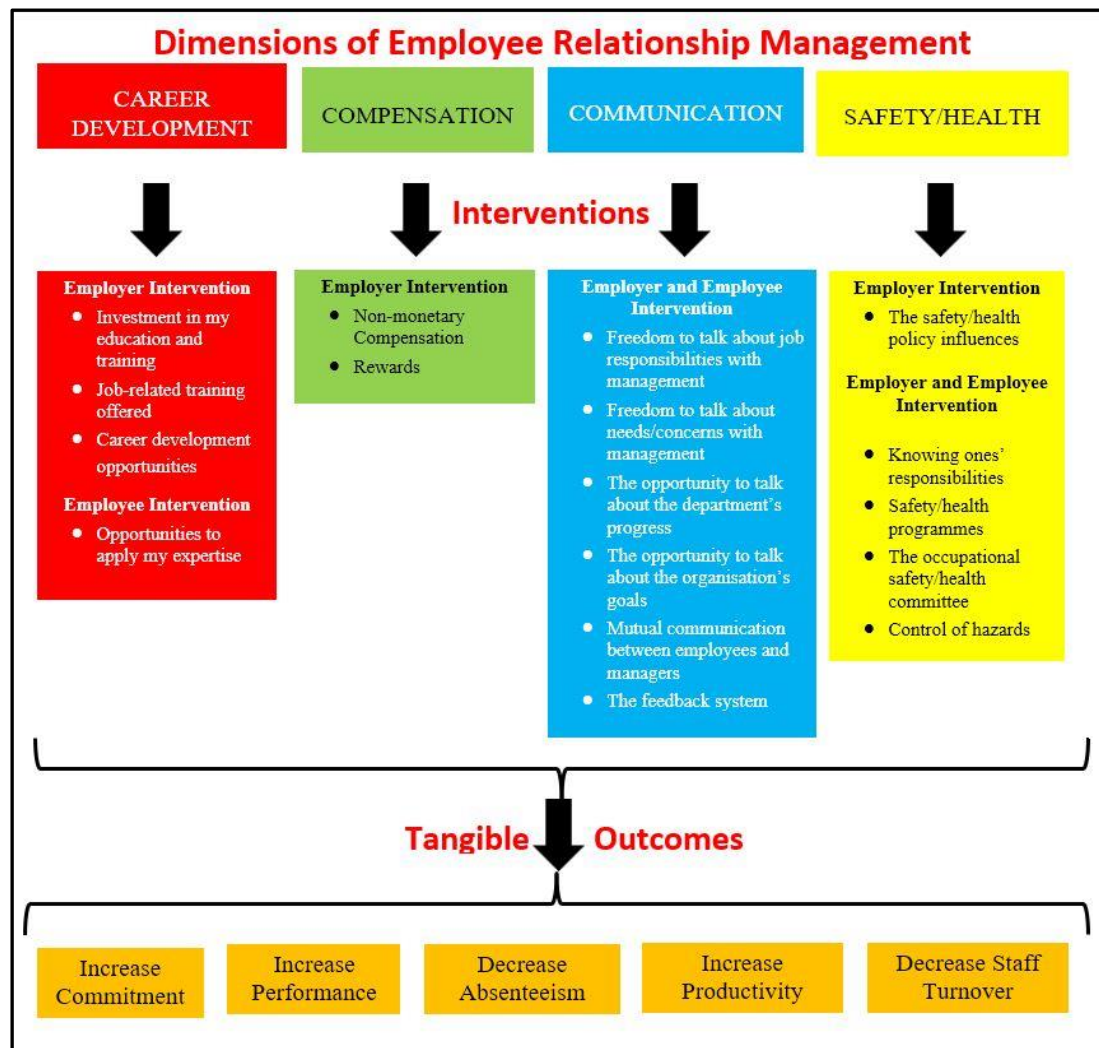 Dimensions of Employee Relationship Management
CAREER
DEVELOPMENT
COMPENSATION
COMMUNICATION
SAFETY/HEALTH
Interventions
Employer Intervention
● Investment in my
education and
training
● Job-related training
offered
● Career development
opportunities
Employee Intervention
● Opportunities to
apply my expertise
Employer Intervention
● Non-monetary
Compensation
● Rewards
Employer and Employee
Intervention
● Freedom to talk about job
responsibilities with
management
● Freedom to talk about
needs/concerns with
management
● The opportunity to talk
about the department's
progress
● The opportunity to talk
about the organisation's
goals
● Mutual communication
between employees and
managers
● The feedback system
Employer Intervention
● The safety/health
policy influences
Employer and Employee
Intervention
● Knowing ones'
responsibilities
● Safety/health
programmes
● The occupational
safety/health
committee
● Control of hazards
Tangible Outcomes
Increase
Commitment
Increase
Performance
Decrease
Absenteeism
Increase
Productivity
Decrease Staff
Turnover